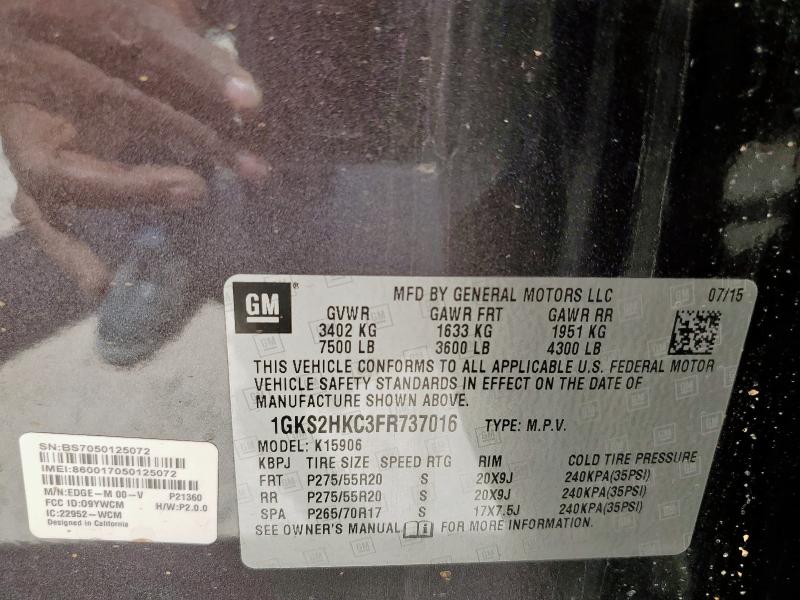 GM
MFD BY GENERAL MOTORS LLC 07/15
GVWR GAWR FRT GAWR RR
3402 KG 1633 KG 1951 KG
7500 LB 3600 LB 4300 LB
THIS VEHICLE CONFORMS TO ALL APPLICABLE U.S. FEDERAL MOTOR
VEHICLE SAFETY STANDARDS IN EFFECT ON THE DATE OF
MANUFACTURE SHOWN ABOVE.
1GKS2HKC3FR737016 TYPE: M.P.V.
MODEL: K15906
KBPJ TIRE SIZE SPEED RTG RIM COLD TIRE PRESSURE
FRT P275/55R20 S 20X9J 240KPA(35PSI)
RR P275/55R20 S 20X9J 240KPA(35PSI)
SPA P265/70R17 S 17X7.5J 240KPA(35PSI)
SEE OWNER'S MANUAL FOR MORE INFORMATION.
SN:BS7050125072
IMEI:860017050125072
M/N:EDGE-M 00-V P21360
FCC ID:O9YWCM H/W:P2.0.0
IC:22952-WCM
Designed in California